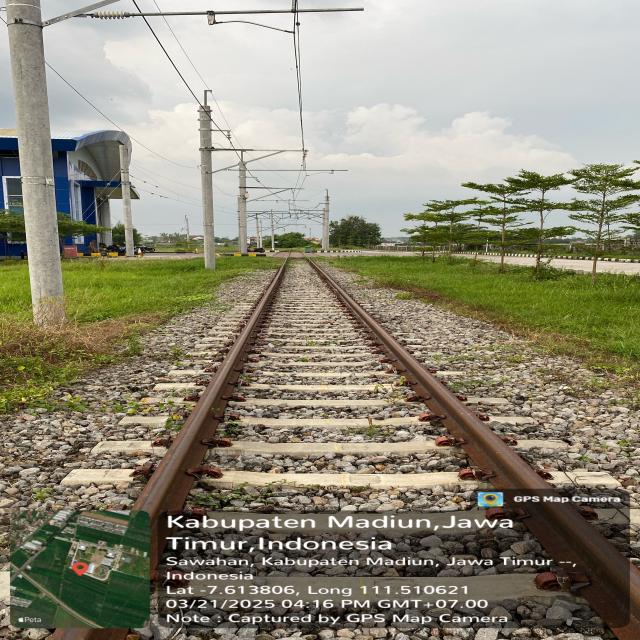 GPS Map Camera
Kabupaten Madiun,Jawa
Timur,Indonesia
Sawahan, Kabupaten Madiun, Jawa Timur --,
Indonesia
Lat -7.613806, Long 111.510621
03/21/2025 04:16 PM GMT+07.00
Note : Captured by GPS Map Camera
Peta